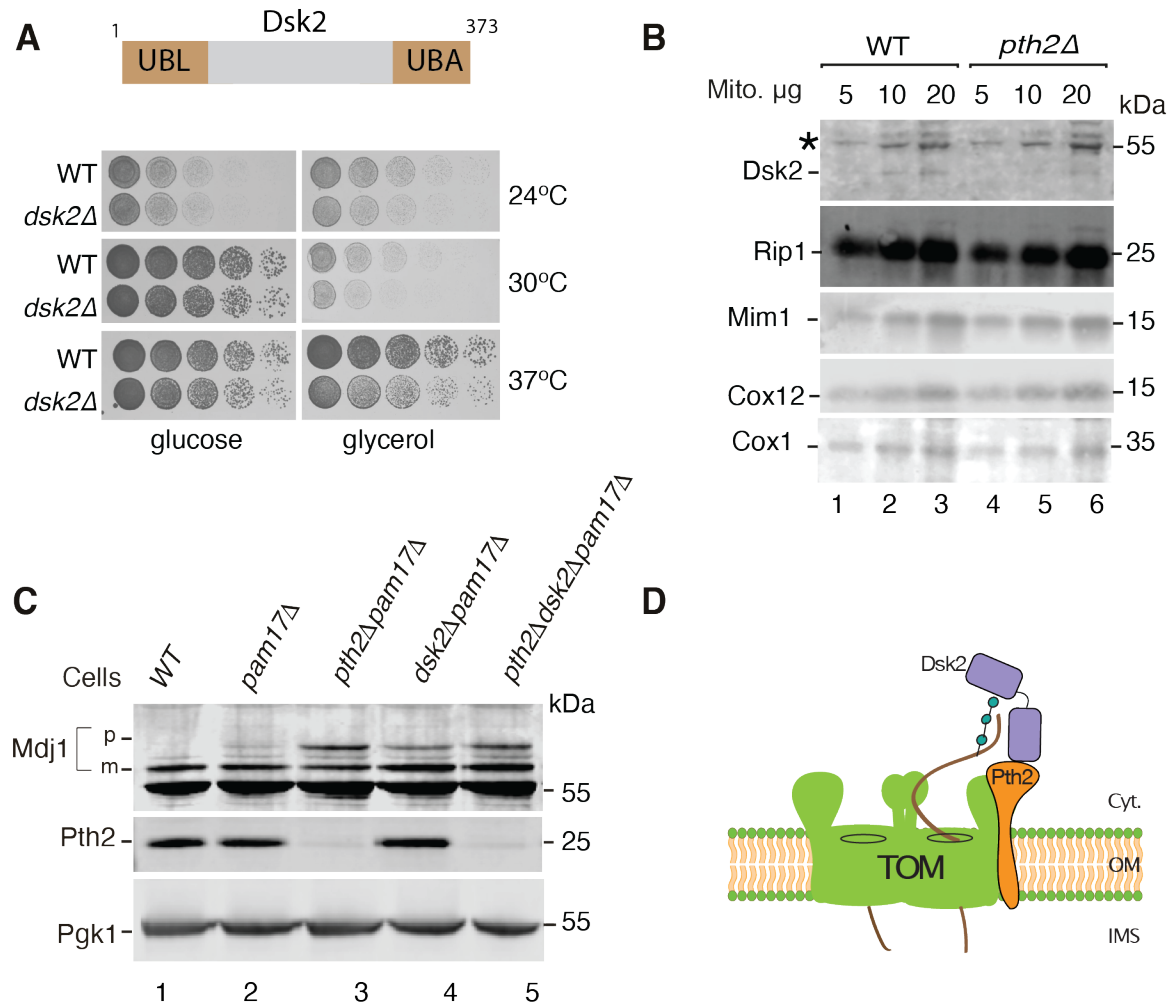 A
Dsk2
1
373
UBL
UBA
WT
dsk2Δ
24ºC
WT
dsk2Δ
30ºC
WT
dsk2Δ
37ºC
glucose
glycerol
B
WT
pth2Δ
Mito. µg
5
10
20
5
10
20
kDa
*
55
Dsk2
Rip1
25
Mim1
15
Cox12
15
Cox1
35
1
2
3
4
5
6
C
Cells
WT
pam17Δ
pth2Δpam17Δ
dsk2Δpam17Δ
pth2Δdsk2Δpam17Δ
kDa
Mdj1
p
m
55
Pth2
25
Pgk1
55
1
2
3
4
5
D
Dsk2
Pth2
Cyt.
TOM
OM
IMS